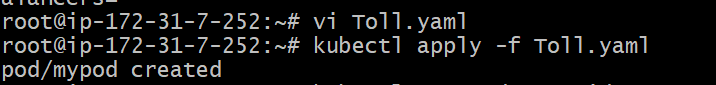 root@ip-172-31-7-252:~# vi Toll.yaml
root@ip-172-31-7-252:~# kubectl apply -f Toll.yaml
pod/mypod created